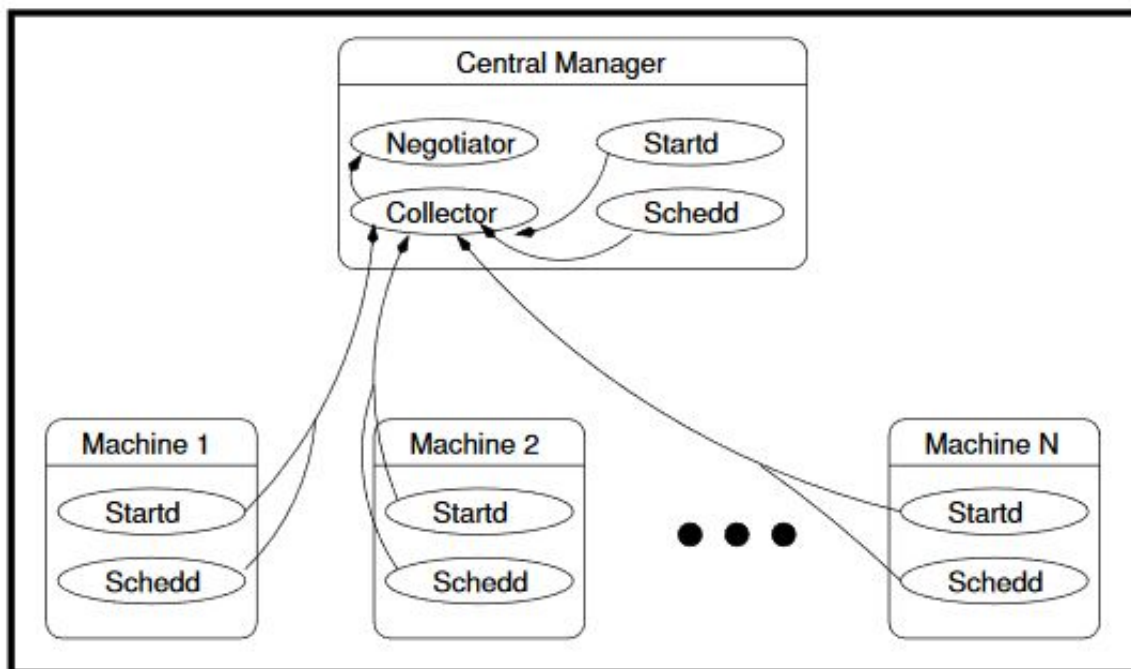 Central Manager
Negotiator
Startd
Collector
Schedd
Machine 1
Startd
Schedd
Machine 2
Startd
Schedd
Machine N
Startd
Schedd